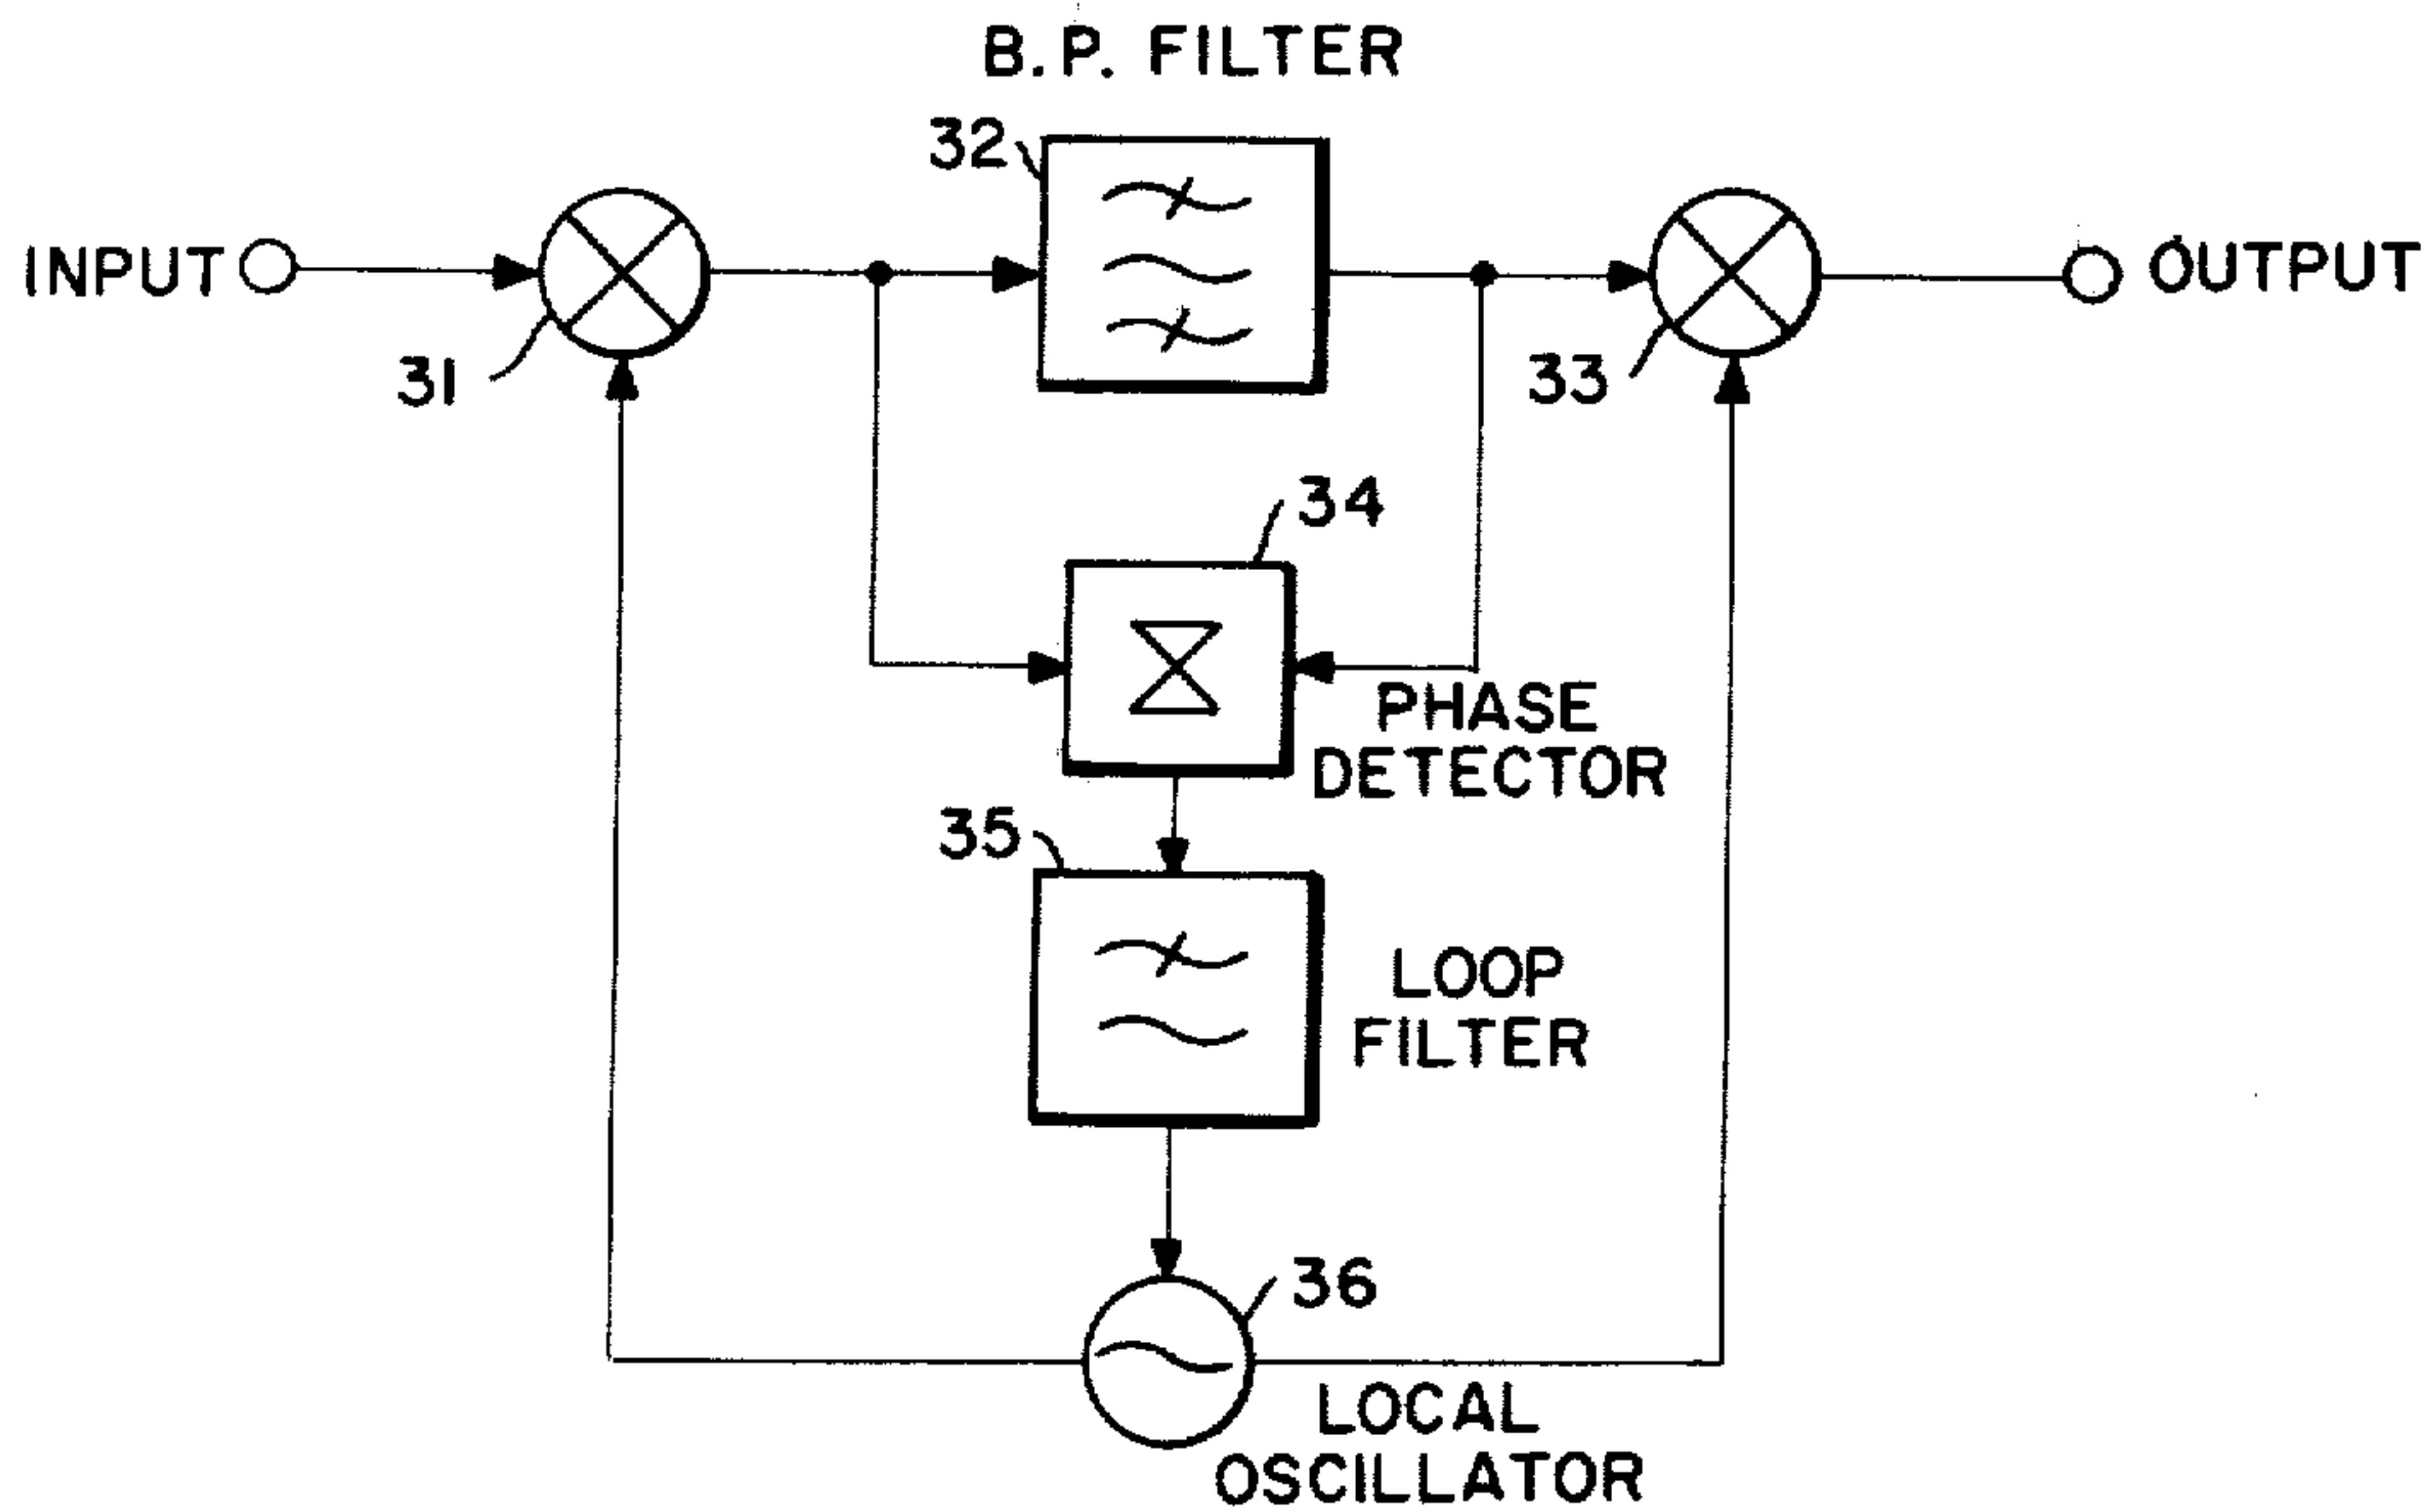 B.P. FILTER
32
INPUT
OUTPUT
31
33
34
PHASE
DETECTOR
35
LOOP
FILTER
36
LOCAL
OSCILLATOR